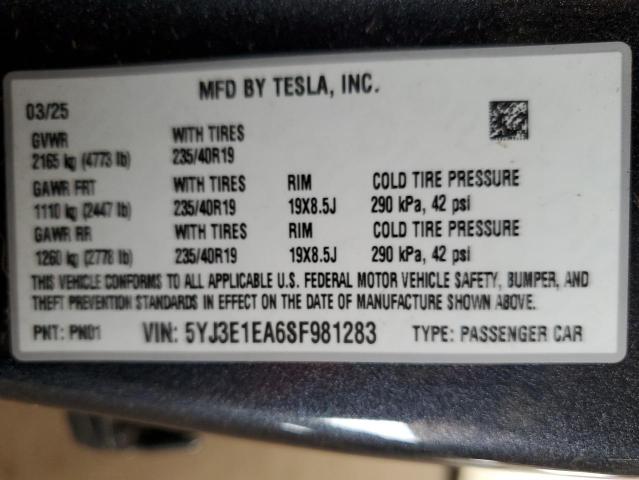 MFD BY TESLA, INC.
03/25
GVWR WITH TIRES
2165 kg (4773 lb) 235/40R19
GAWR FRT WITH TIRES RIM COLD TIRE PRESSURE
1110 kg (2447 lb) 235/40R19 19X8.5J 290 kPa, 42 psi
GAWR RR WITH TIRES RIM COLD TIRE PRESSURE
1260 kg (2778 lb) 235/40R19 19X8.5J 290 kPa, 42 psi
THIS VEHICLE CONFORMS TO ALL APPLICABLE U.S. FEDERAL MOTOR VEHICLE SAFETY, BUMPER, AND
THEFT PREVENTION STANDARDS IN EFFECT ON THE DATE OF MANUFACTURE SHOWN ABOVE.
PNT: PN01 VIN: 5YJ3E1EA6SF981283 TYPE: PASSENGER CAR